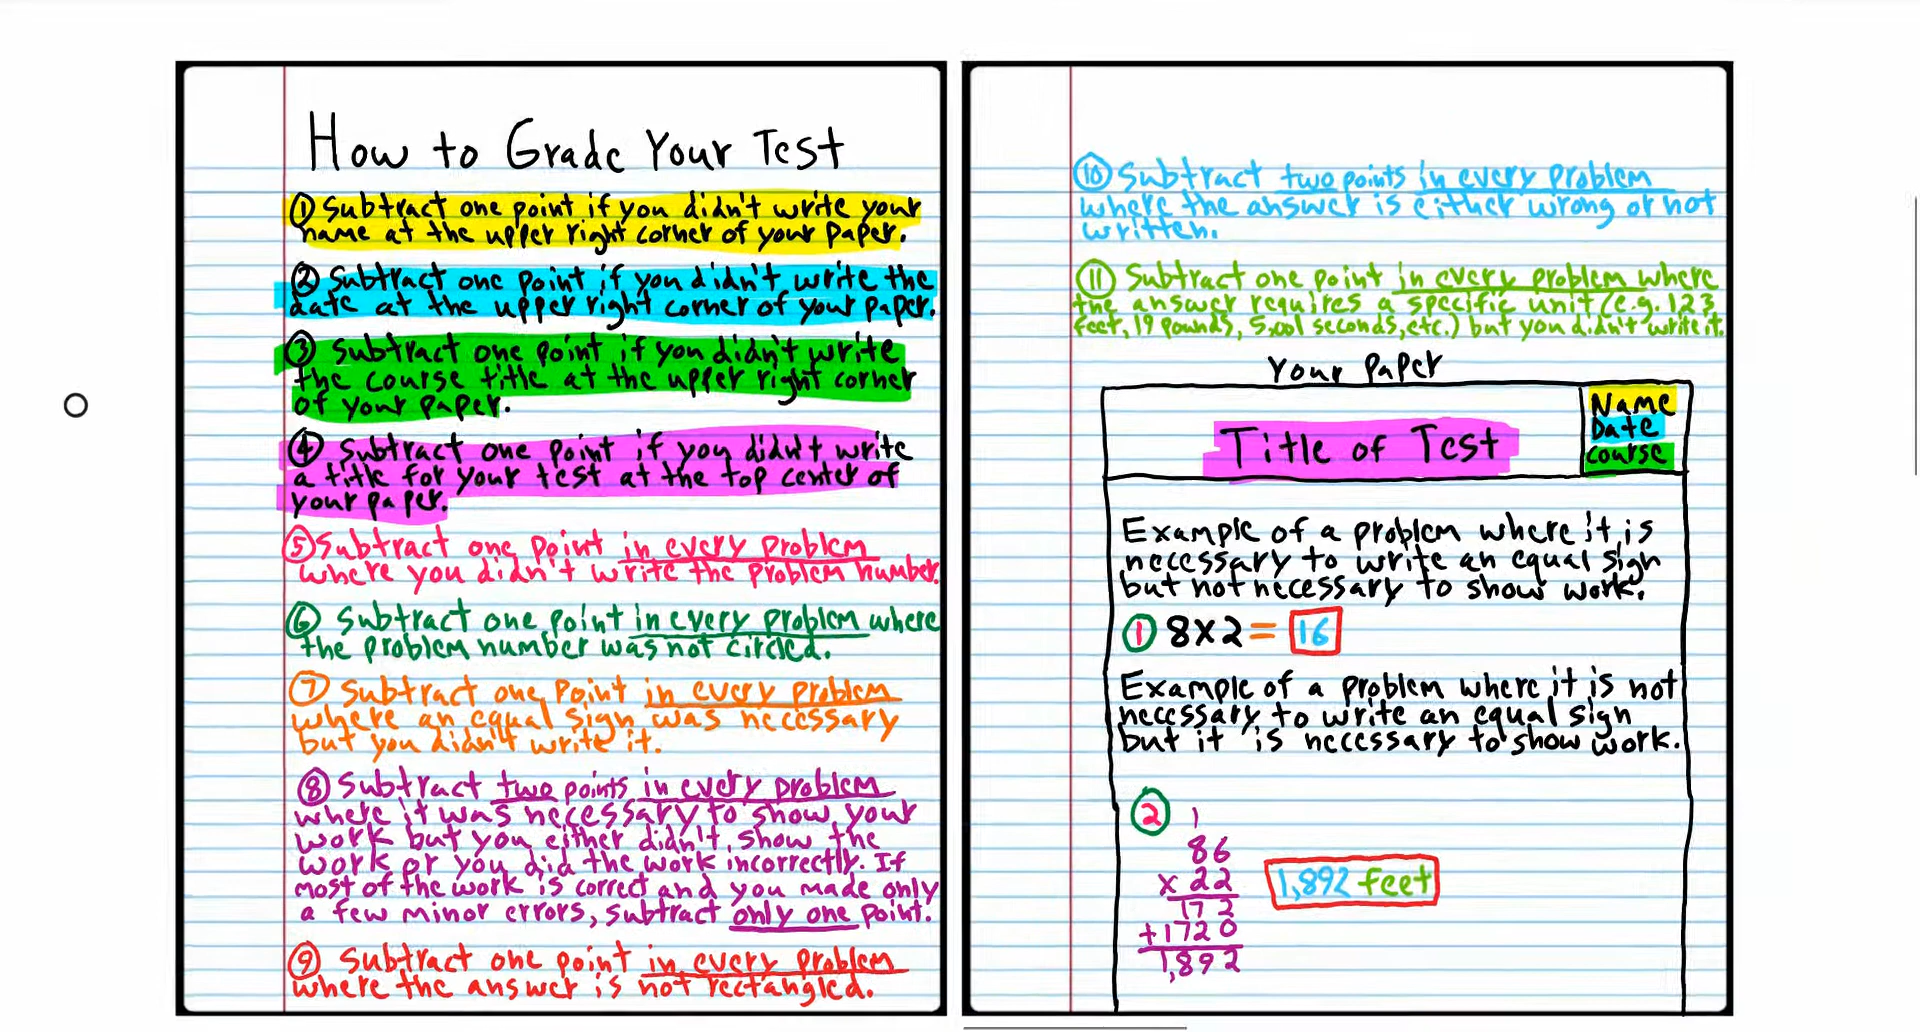 How to Grade Your Test
① Subtract one point if you didn't write your
name at the upper right corner of your paper.
② Subtract one point if you didn't write the
date at the upper right corner of your paper.
③ Subtract one point if you didn't write
the course title at the upper right corner
of your paper.
④ Subtract one point if you didn't write
a title for your test at the top center of
your paper.
⑤ Subtract one point in every problem
where you didn't write the problem number.
⑥ Subtract one point in every problem where
the problem number was not circled.
⑦ Subtract one point in every problem
where an equal sign was necessary
but you didn't write it.
⑧ Subtract two points in every problem
where it was necessary to show your
work but you either didn't show the
work or you did the work incorrectly. If
most of the work is correct and you made only
a few minor errors, subtract only one point.
⑨ Subtract one point in every problem
where the answer is not rectangled.
⑩ Subtract two points in every problem
where the answer is either wrong or not
written.
⑪ Subtract one point in every problem where
the answer requires a specific unit (e.g. 123
feet, 19 pounds, 5,001 seconds, etc.) but you didn't write it.
Your Paper
Title of Test
Name
Date
course
Example of a problem where it is
necessary to write an equal sign
but not necessary to show work.
① 8x2 = 16
Example of a problem where it is not
necessary to write an equal sign
but it is necessary to show work.
②
1
86
x 22
172
+1720
1,892
1,892 feet